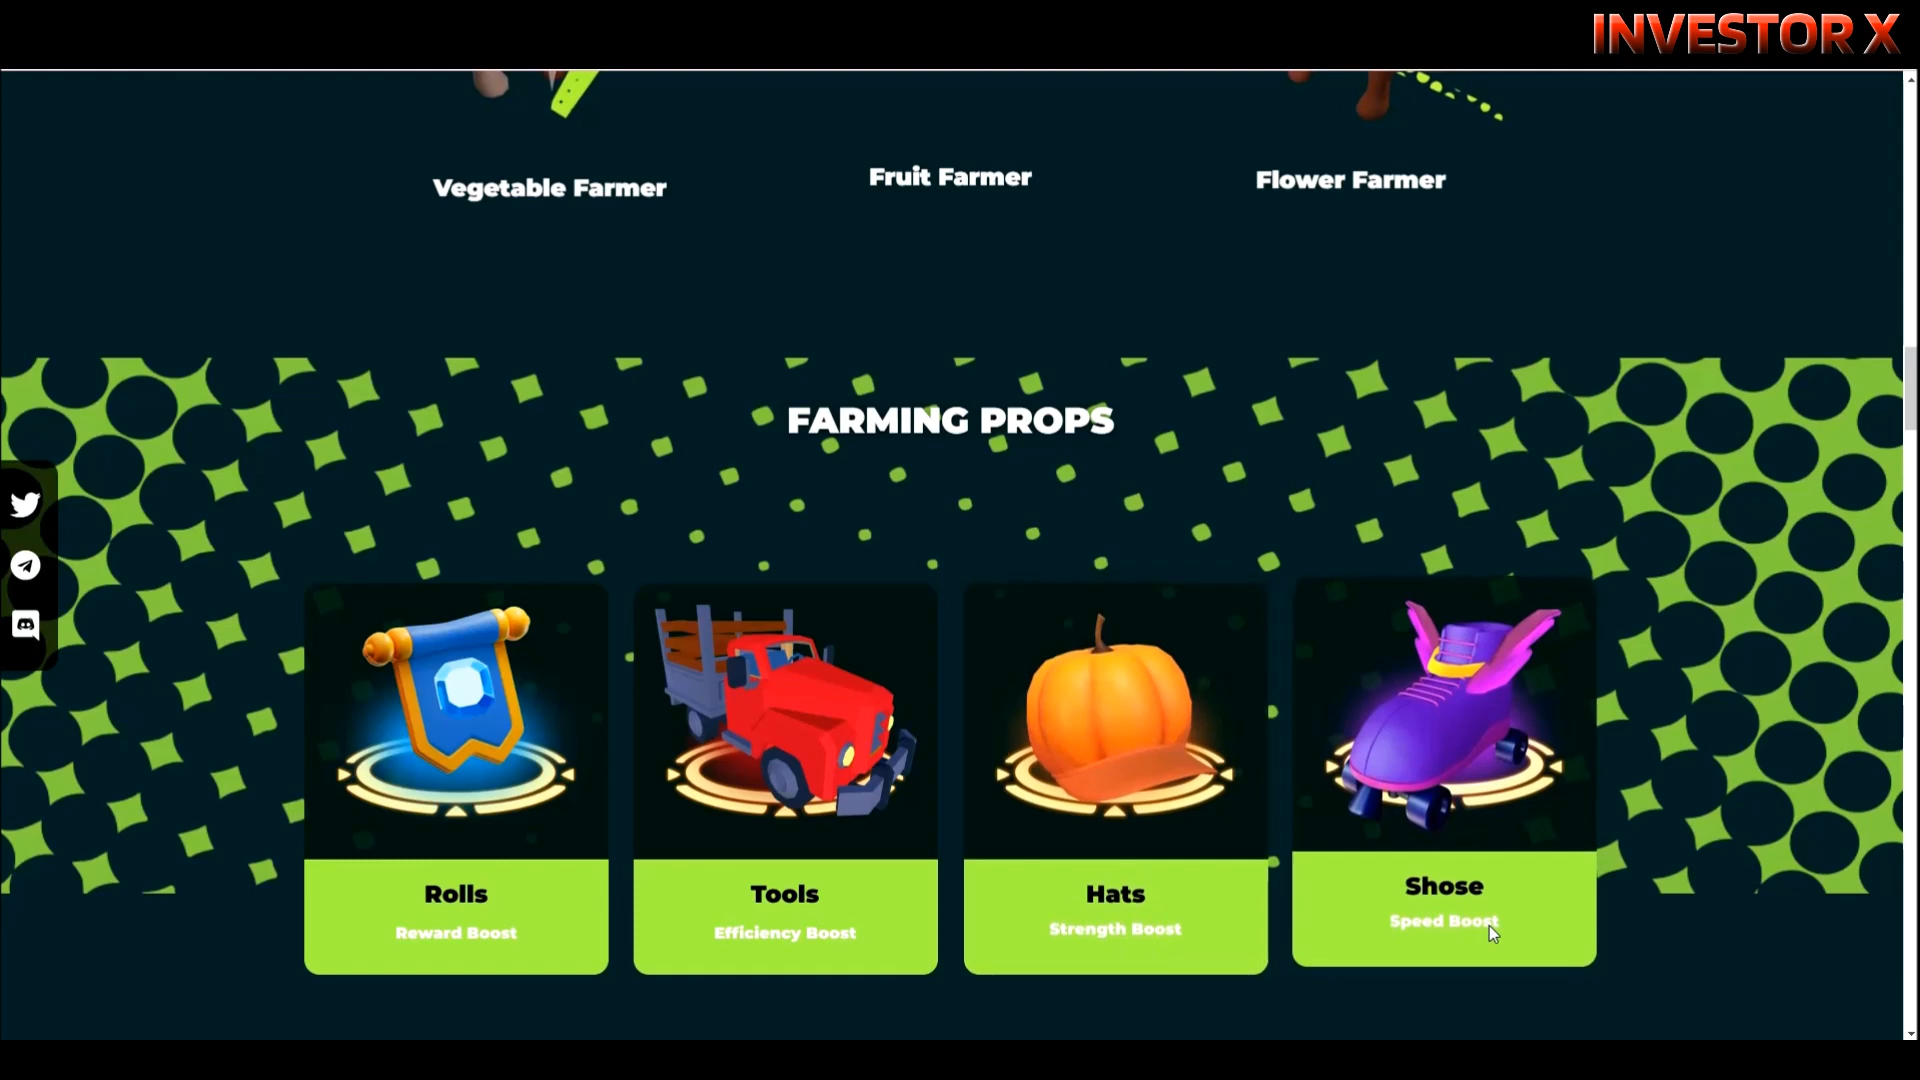 INVESTOR X
Vegetable Farmer
Fruit Farmer
Flower Farmer
FARMING PROPS
Rolls
Reward Boost
Tools
Efficiency Boost
Hats
Strength Boost
Shose
Speed Boost